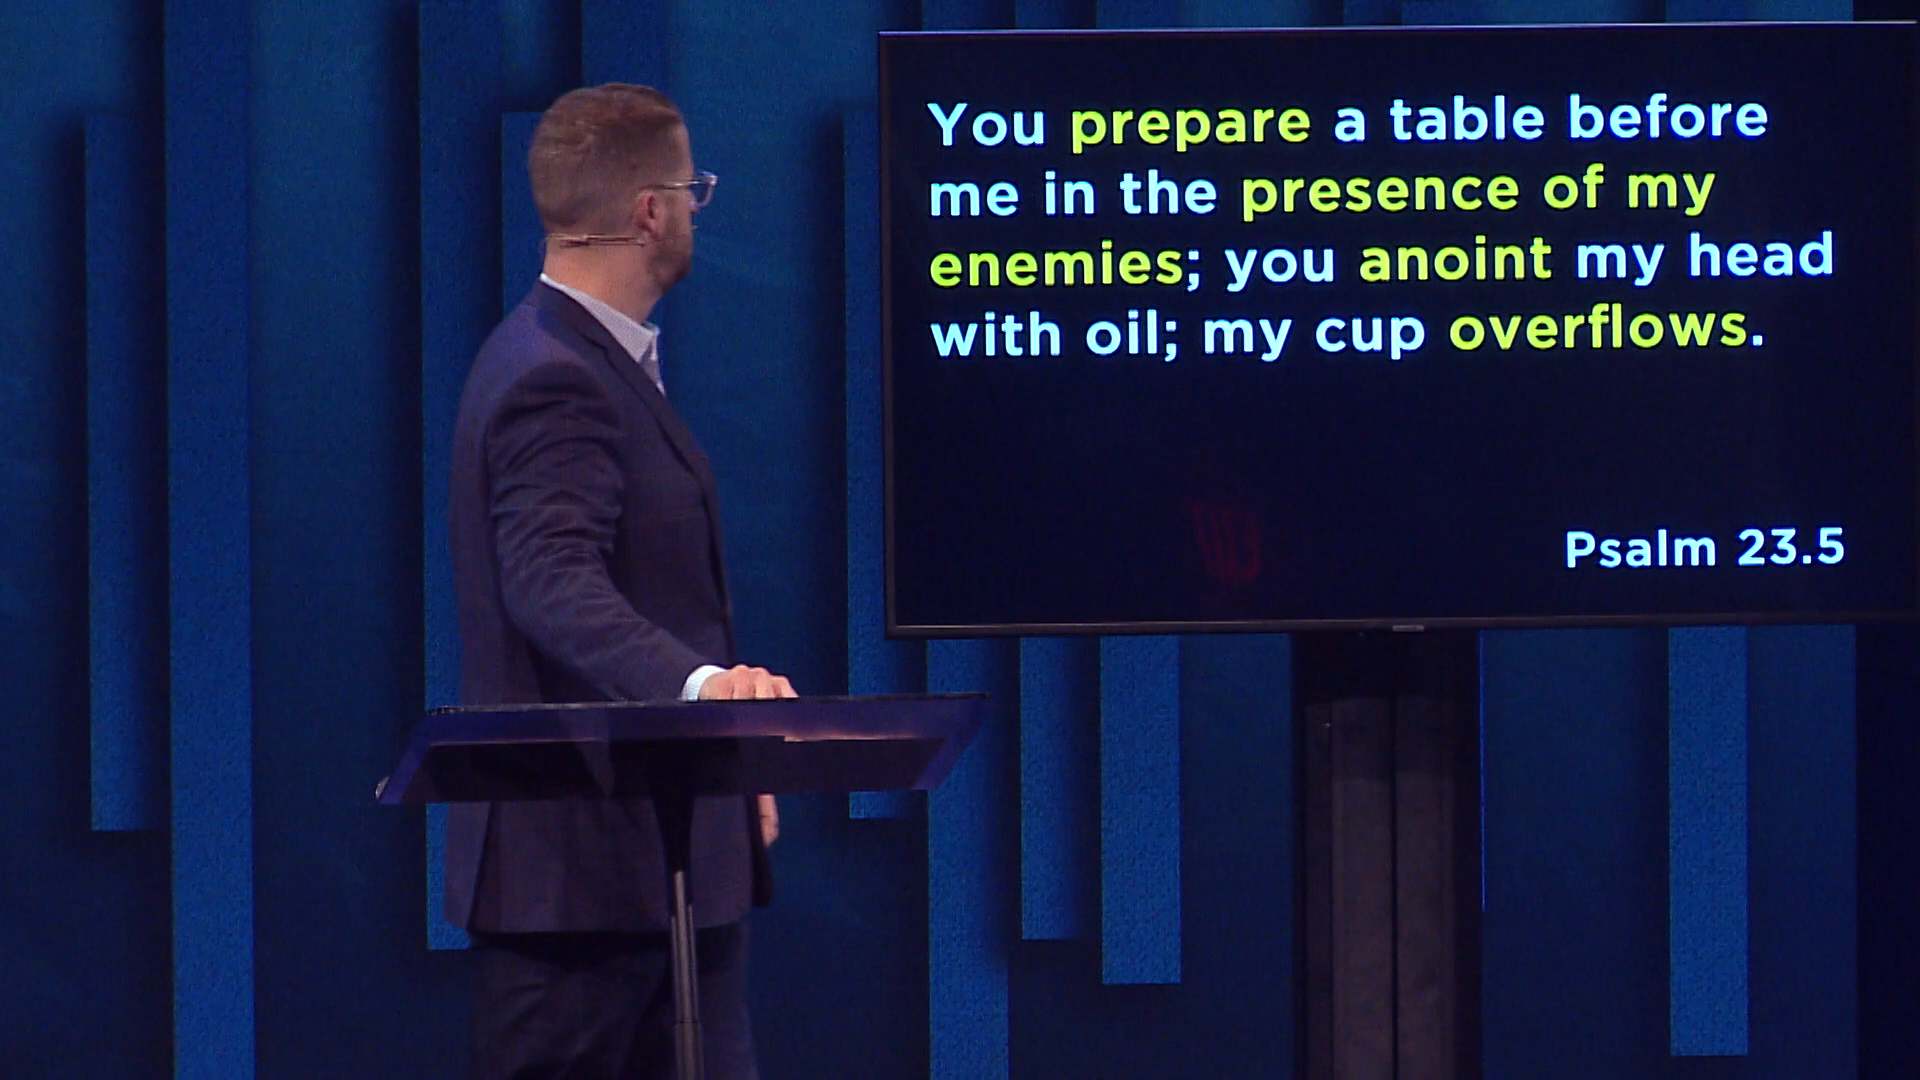 You prepare a table before
me in the presence of my
enemies; you anoint my head
with oil; my cup overflows.
Psalm 23.5